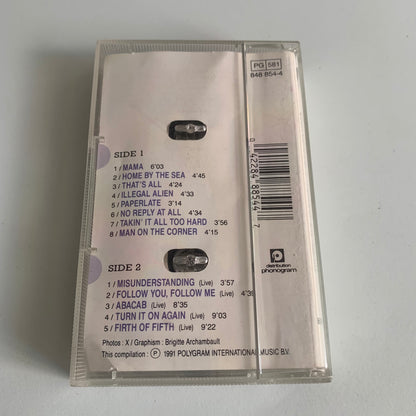 PG 581
848 854-4
SIDE 1
1/ MAMA 6'03
2/ HOME BY THE SEA 4'45
3/ THAT'S ALL 4'24
4/ ILLEGAL ALIEN 4'33
5/ PAPERLATE 3'14
6/ NO REPLY AT ALL 4'34
7/ TAKIN' IT ALL TOO HARD 3'56
8/ MAN ON THE CORNER 4'15
SIDE 2
1/ MISUNDERSTANDING (Live) 3'57
2/ FOLLOW YOU, FOLLOW ME (Live)
3/ ABACAB (Live) 8'35
4/ TURN IT ON AGAIN (Live) 9'03
5/ FIRTH OF FIFTH (Live) 9'22
Photos : X / Graphism : Brigitte Archambault
This compilation : Ⓟ 1991 POLYGRAM INTERNATIONAL MUSIC B.V.
distribution
phonogram